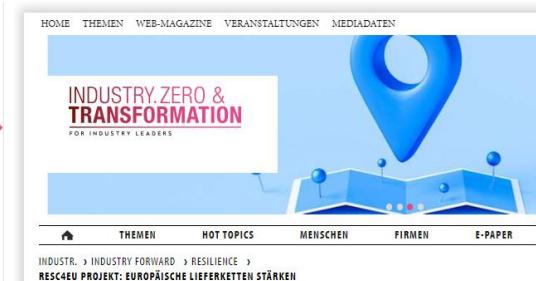 HOME THEMEN WEB-MAGAZINE VERANSTALTUNGEN MEDIADATEN
INDUSTRY.ZERO &
TRANSFORMATION
FOR INDUSTRY LEADERS
THEMEN HOT TOPICS MENSCHEN FIRMEN E-PAPER
INDUSTR. › INDUSTRY FORWARD › RESILIENCE ›
RESC4EU PROJEKT: EUROPÄISCHE LIEFERKETTEN STÄRKEN